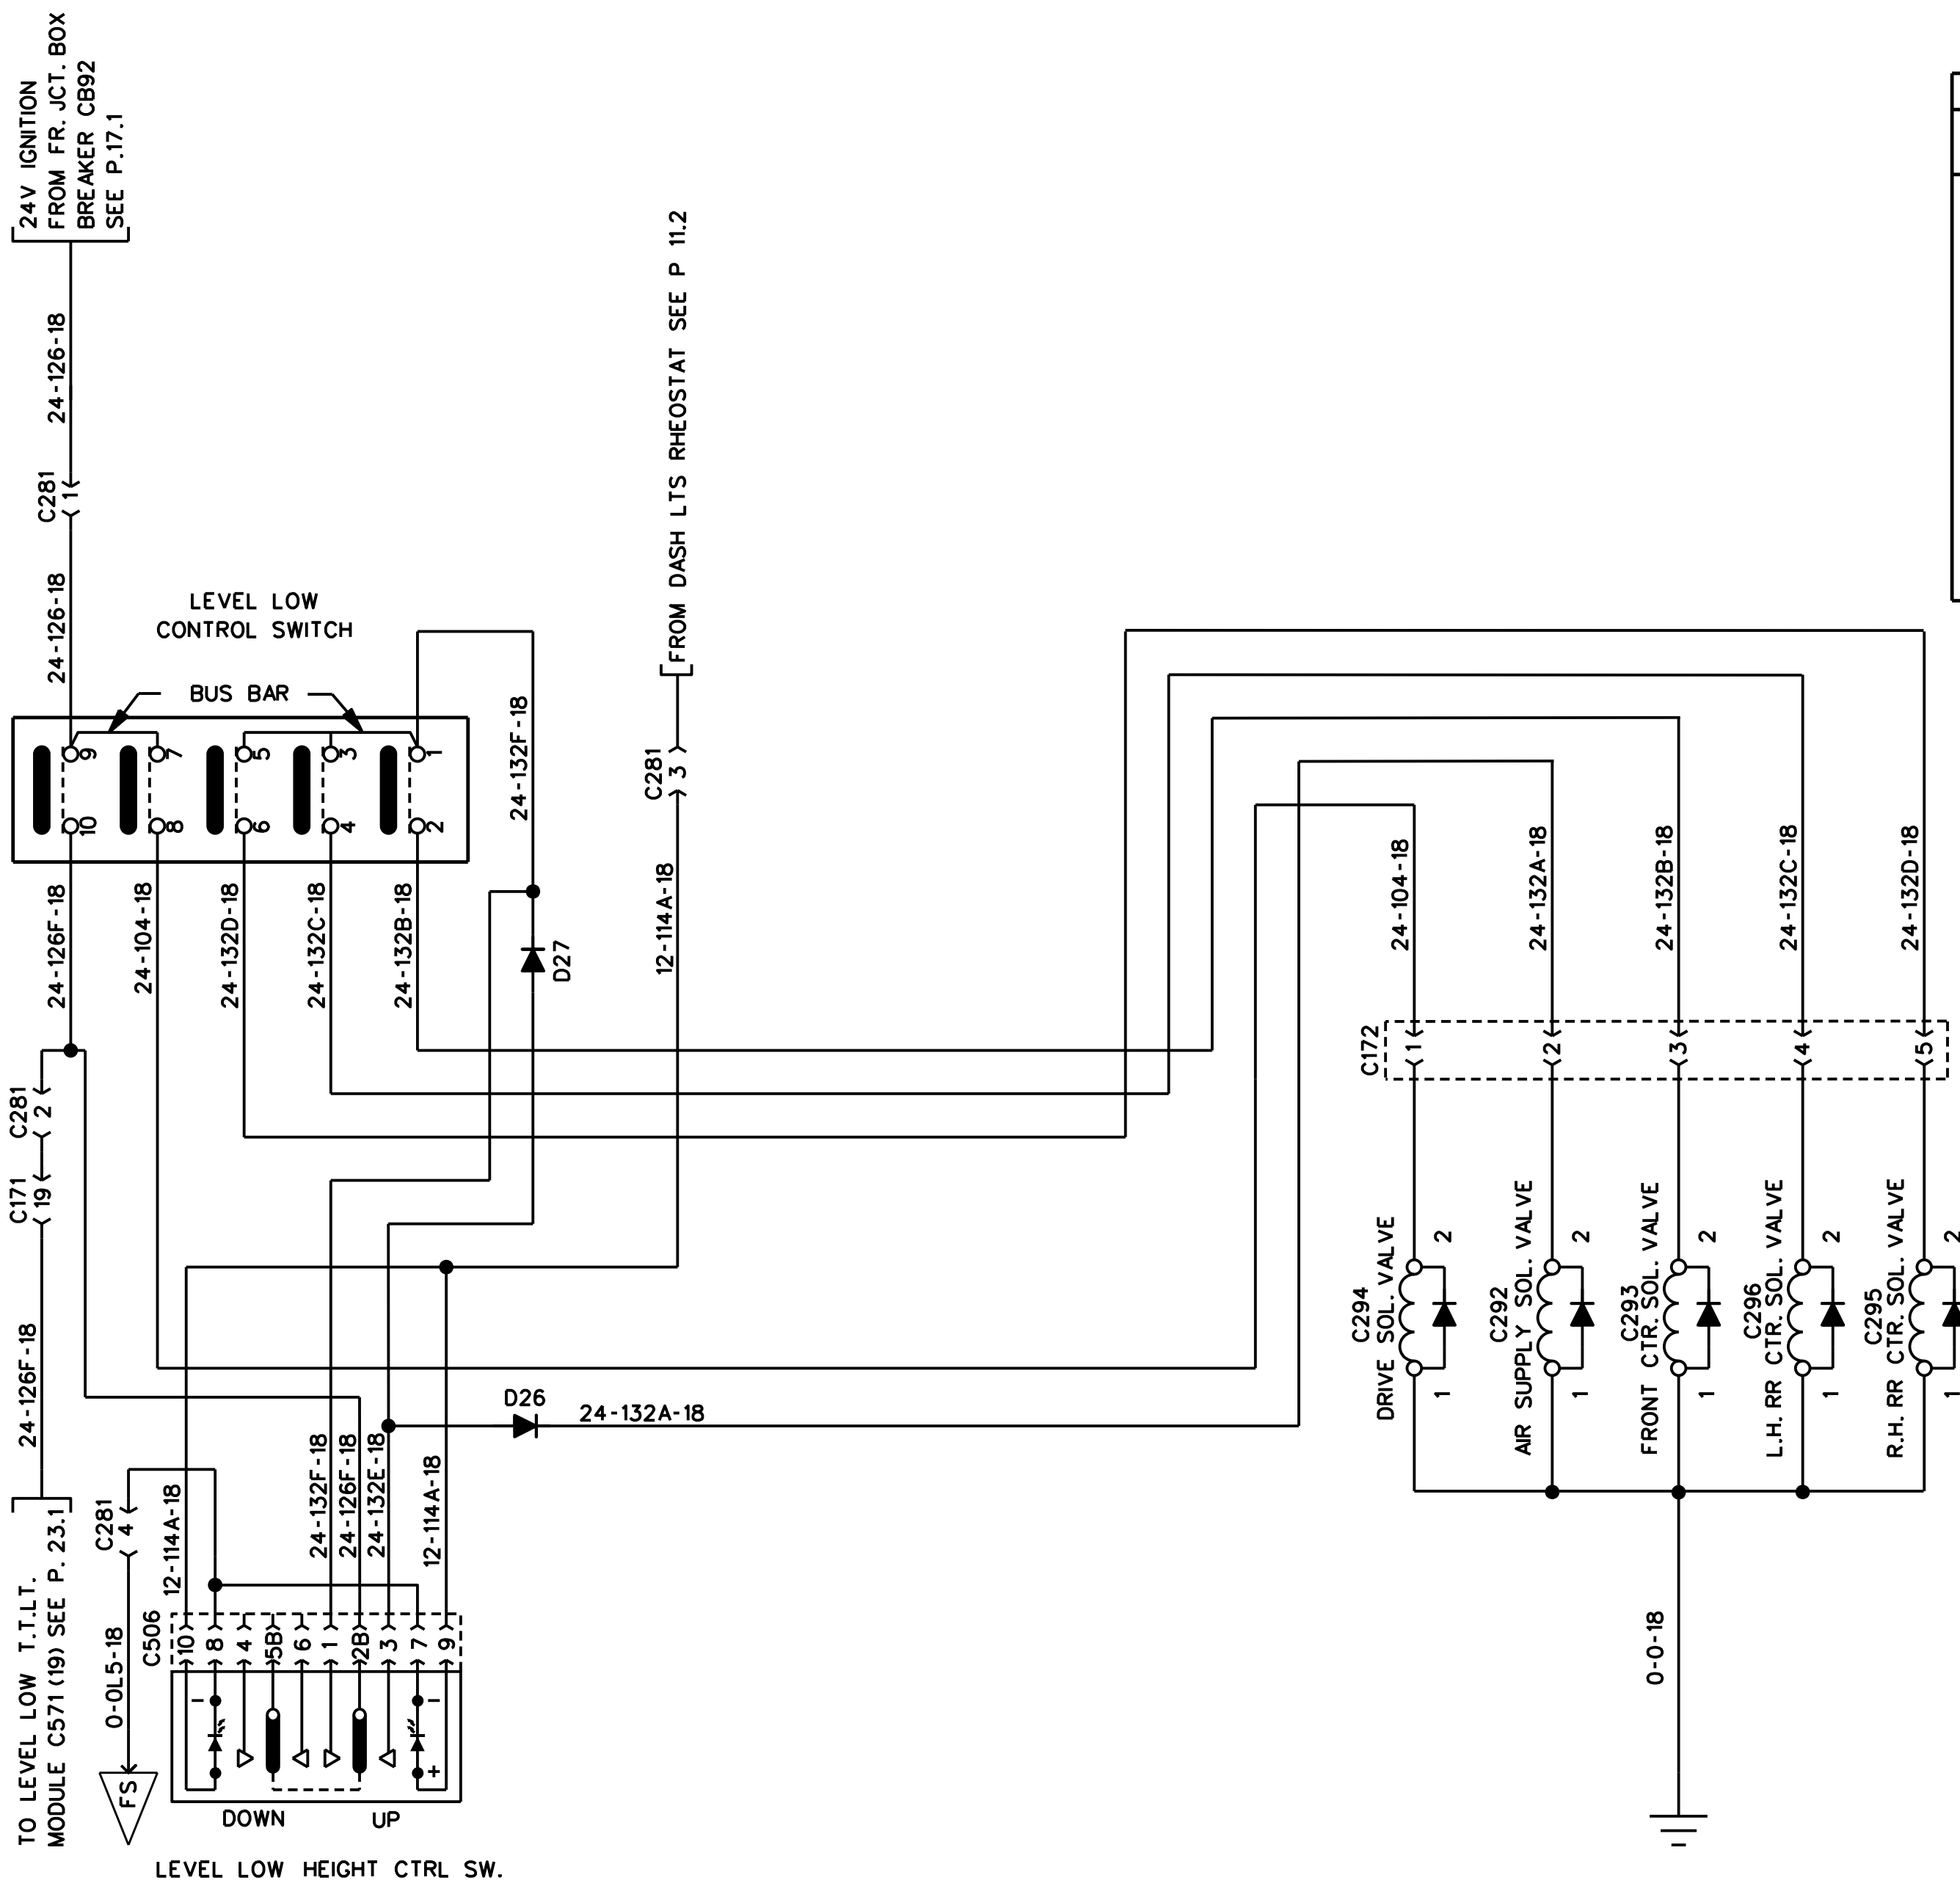 24V IGNITION
FROM FR. JCT. BOX
BREAKER CB92
SEE P.17.1
24-126-18
C281
1
24-126-18
LEVEL LOW
CONTROL SWITCH
BUS BAR
9
7
5
3
1
10
8
6
4
2
24-132F-18
FROM DASH LTS RHEOSTAT SEE P 11.2
C281
3
12-114A-18
24-126F-18
24-104-18
24-132D-18
24-132C-18
24-132B-18
D27
24-104-18
24-132A-18
24-132B-18
24-132C-18
24-132D-18
C172
1
2
3
4
5
C281
2
C171
19
24-126F-18
TO LEVEL LOW T.T.LT.
MODULE C571 (19) SEE P. 23.1
C281
4
0-0L5-18
FS
D26
24-132A-18
12-114A-18
24-132F-18
24-126F-18
24-132E-18
12-114A-18
C506
10
8
4
5B
6
1
2B
3
7
9
-
-
+
DOWN
UP
LEVEL LOW HEIGHT CTRL SW.
C294
DRIVE SOL. VALVE
2
1
C292
AIR SUPPLY SOL. VALVE
2
1
C293
FRONT CTR. SOL. VALVE
2
1
C296
L.H. RR CTR. SOL. VALVE
2
1
C295
R.H. RR CTR. SOL. VALVE
2
1
0-0-18